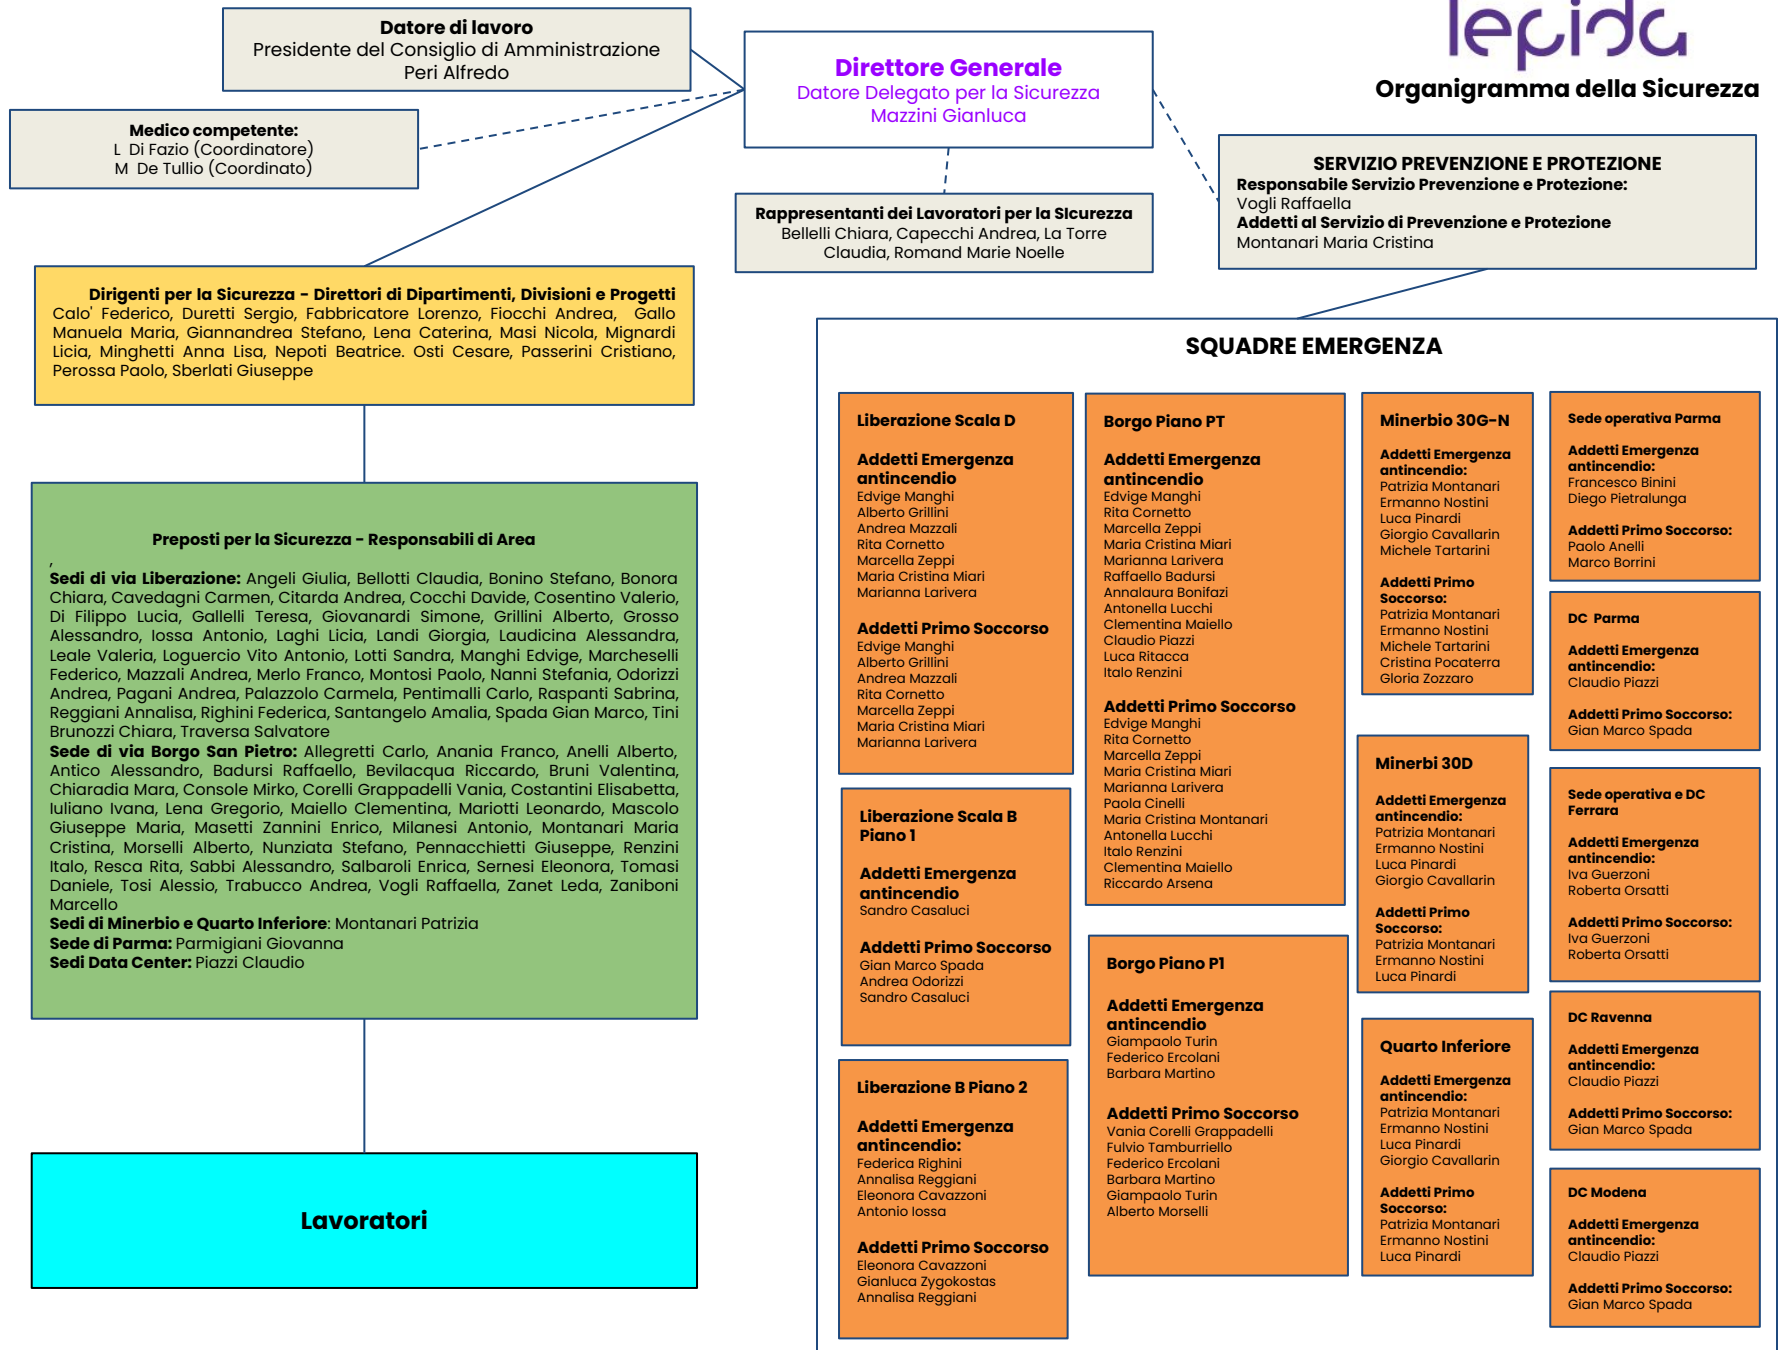 lepida
Organigramma della Sicurezza
Datore di lavoro
Presidente del Consiglio di Amministrazione
Peri Alfredo
Direttore Generale
Datore Delegato per la Sicurezza
Mazzini Gianluca
Medico competente:
L Di Fazio (Coordinatore)
M De Tullio (Coordinato)
Rappresentanti dei Lavoratori per la SIcurezza
Bellelli Chiara, Capecchi Andrea, La Torre
Claudia, Romand Marie Noelle
SERVIZIO PREVENZIONE E PROTEZIONE
Responsabile Servizio Prevenzione e Protezione:
Vogli Raffaella
Addetti al Servizio di Prevenzione e Protezione
Montanari Maria Cristina
Dirigenti per la Sicurezza - Direttori di Dipartimenti, Divisioni e Progetti
Calo' Federico, Duretti Sergio, Fabbricatore Lorenzo, Fiocchi Andrea, Gallo
Manuela Maria, Giannandrea Stefano, Lena Caterina, Masi Nicola, Mignardi
Licia, Minghetti Anna Lisa, Nepoti Beatrice. Osti Cesare, Passerini Cristiano,
Perossa Paolo, Sberlati Giuseppe
Preposti per la Sicurezza - Responsabili di Area
,
Sedi di via Liberazione: Angeli Giulia, Bellotti Claudia, Bonino Stefano, Bonora
Chiara, Cavedagni Carmen, Citarda Andrea, Cocchi Davide, Cosentino Valerio,
Di Filippo Lucia, Gallelli Teresa, Giovanardi Simone, Grillini Alberto, Grosso
Alessandro, Iossa Antonio, Laghi Licia, Landi Giorgia, Laudicina Alessandra,
Leale Valeria, Loguercio Vito Antonio, Lotti Sandra, Manghi Edvige, Marcheselli
Federico, Mazzali Andrea, Merlo Franco, Montosi Paolo, Nanni Stefania, Odorizzi
Andrea, Pagani Andrea, Palazzolo Carmela, Pentimalli Carlo, Raspanti Sabrina,
Reggiani Annalisa, Righini Federica, Santangelo Amalia, Spada Gian Marco, Tini
Brunozzi Chiara, Traversa Salvatore
Sede di via Borgo San Pietro: Allegretti Carlo, Anania Franco, Anelli Alberto,
Antico Alessandro, Badursi Raffaello, Bevilacqua Riccardo, Bruni Valentina,
Chiaradia Mara, Console Mirko, Corelli Grappadelli Vania, Costantini Elisabetta,
Iuliano Ivana, Lena Gregorio, Maiello Clementina, Mariotti Leonardo, Mascolo
Giuseppe Maria, Masetti Zannini Enrico, Milanesi Antonio, Montanari Maria
Cristina, Morselli Alberto, Nunziata Stefano, Pennacchietti Giuseppe, Renzini
Italo, Resca Rita, Sabbi Alessandro, Salbaroli Enrica, Sernesi Eleonora, Tomasi
Daniele, Tosi Alessio, Trabucco Andrea, Vogli Raffaella, Zanet Leda, Zaniboni
Marcello
Sedi di Minerbio e Quarto Inferiore: Montanari Patrizia
Sede di Parma: Parmigiani Giovanna
Sedi Data Center: Piazzi Claudio
Lavoratori
SQUADRE EMERGENZA
Liberazione Scala D
Addetti Emergenza
antincendio
Edvige Manghi
Alberto Grillini
Andrea Mazzali
Rita Cornetto
Marcella Zeppi
Maria Cristina Miari
Marianna Larivera
Addetti Primo Soccorso
Edvige Manghi
Alberto Grillini
Andrea Mazzali
Rita Cornetto
Marcella Zeppi
Maria Cristina Miari
Marianna Larivera
Liberazione Scala B
Piano 1
Addetti Emergenza
antincendio
Sandro Casaluci
Addetti Primo Soccorso
Gian Marco Spada
Andrea Odorizzi
Sandro Casaluci
Liberazione B Piano 2
Addetti Emergenza
antincendio:
Federica Righini
Annalisa Reggiani
Eleonora Cavazzoni
Antonio Iossa
Addetti Primo Soccorso
Eleonora Cavazzoni
Gianluca Zygokostas
Annalisa Reggiani
Borgo Piano PT
Addetti Emergenza
antincendio
Edvige Manghi
Rita Cornetto
Marcella Zeppi
Maria Cristina Miari
Marianna Larivera
Raffaello Badursi
Annalaura Bonifazi
Antonella Lucchi
Clementina Maiello
Claudio Piazzi
Luca Ritacca
Italo Renzini
Addetti Primo Soccorso
Edvige Manghi
Rita Cornetto
Marcella Zeppi
Maria Cristina Miari
Marianna Larivera
Paola Cinelli
Maria Cristina Montanari
Antonella Lucchi
Italo Renzini
Clementina Maiello
Riccardo Arsena
Borgo Piano P1
Addetti Emergenza
antincendio
Giampaolo Turin
Federico Ercolani
Barbara Martino
Addetti Primo Soccorso
Vania Corelli Grappadelli
Fulvio Tamburriello
Federico Ercolani
Barbara Martino
Giampaolo Turin
Alberto Morselli
Minerbio 30G-N
Addetti Emergenza
antincendio:
Patrizia Montanari
Ermanno Nostini
Luca Pinardi
Giorgio Cavallarin
Michele Tartarini
Addetti Primo
Soccorso:
Patrizia Montanari
Ermanno Nostini
Michele Tartarini
Cristina Pocaterra
Gloria Zozzaro
Minerbi 30D
Addetti Emergenza
antincendio:
Patrizia Montanari
Ermanno Nostini
Luca Pinardi
Giorgio Cavallarin
Addetti Primo
Soccorso:
Patrizia Montanari
Ermanno Nostini
Luca Pinardi
Quarto Inferiore
Addetti Emergenza
antincendio:
Patrizia Montanari
Ermanno Nostini
Luca Pinardi
Giorgio Cavallarin
Addetti Primo
Soccorso:
Patrizia Montanari
Ermanno Nostini
Luca Pinardi
Sede operativa Parma
Addetti Emergenza
antincendio:
Francesco Binini
Diego Pietralunga
Addetti Primo Soccorso:
Paolo Anelli
Marco Borrini
DC Parma
Addetti Emergenza
antincendio:
Claudio Piazzi
Addetti Primo Soccorso:
Gian Marco Spada
Sede operativa e DC
Ferrara
Addetti Emergenza
antincendio:
Iva Guerzoni
Roberta Orsatti
Addetti Primo Soccorso:
Iva Guerzoni
Roberta Orsatti
DC Ravenna
Addetti Emergenza
antincendio:
Claudio Piazzi
Addetti Primo Soccorso:
Gian Marco Spada
DC Modena
Addetti Emergenza
antincendio:
Claudio Piazzi
Addetti Primo Soccorso:
Gian Marco Spada